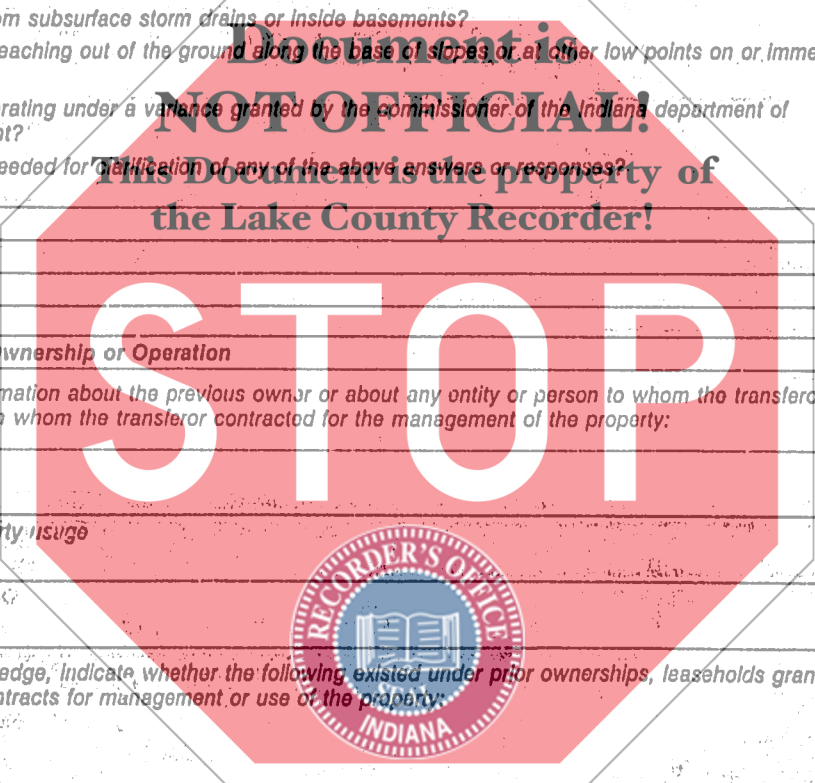 om subsurface storm drains or inside basements?
Document is
eaching out of the ground along the base of slopes or at other low points on or imme
NOT OFFICIAL!
rating under a variance granted by the commissioner of the Indiana department of
nt?
eeded for clarification of any of the above answers or responses?
This Document is the property of
the Lake County Recorder!
STOP
wnership or Operation
mation about the previous owner or about any entity or person to whom the transfero
h whom the transferor contracted for the management of the property:
rty usage
RECORDER'S OFFICE
edge, indicate whether the following existed under prior ownerships, leaseholds gran
ntracts for management or use of the property:
SEAL
INDIANA